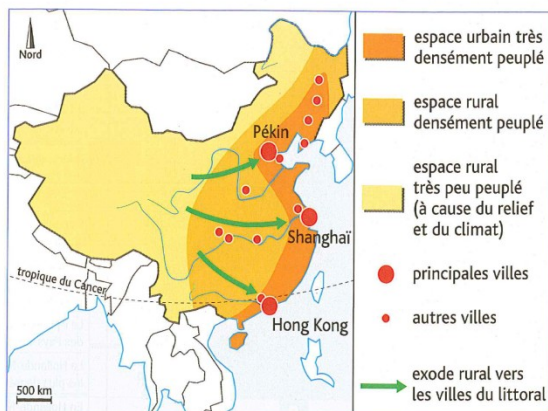 Nord
Pékin
Shanghaï
tropique du Cancer
Hong Kong
500 km
espace urbain très
densément peuplé
espace rural
densément peuplé
espace rural
très peu peuplé
(à cause du relief
et du climat)
principales villes
autres villes
exode rural vers
les villes du littoral